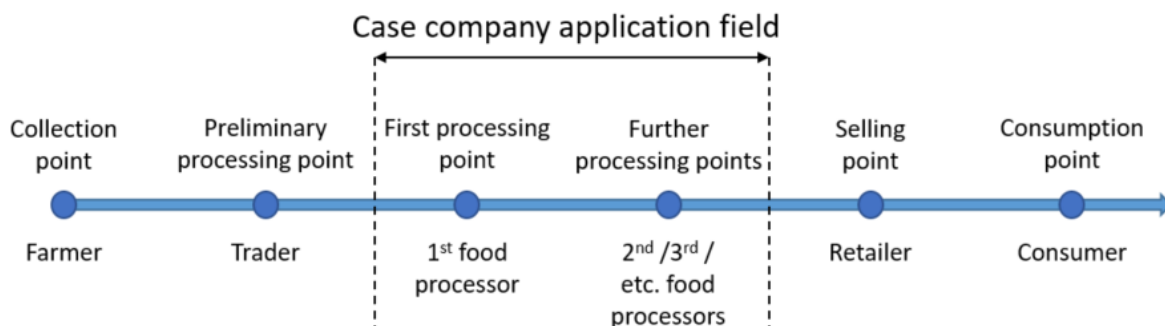 Case company application field
Collection point
Preliminary processing point
First processing point
Further processing points
Selling point
Consumption point
Farmer
Trader
1st food processor
2nd /3rd / etc. food processors
Retailer
Consumer